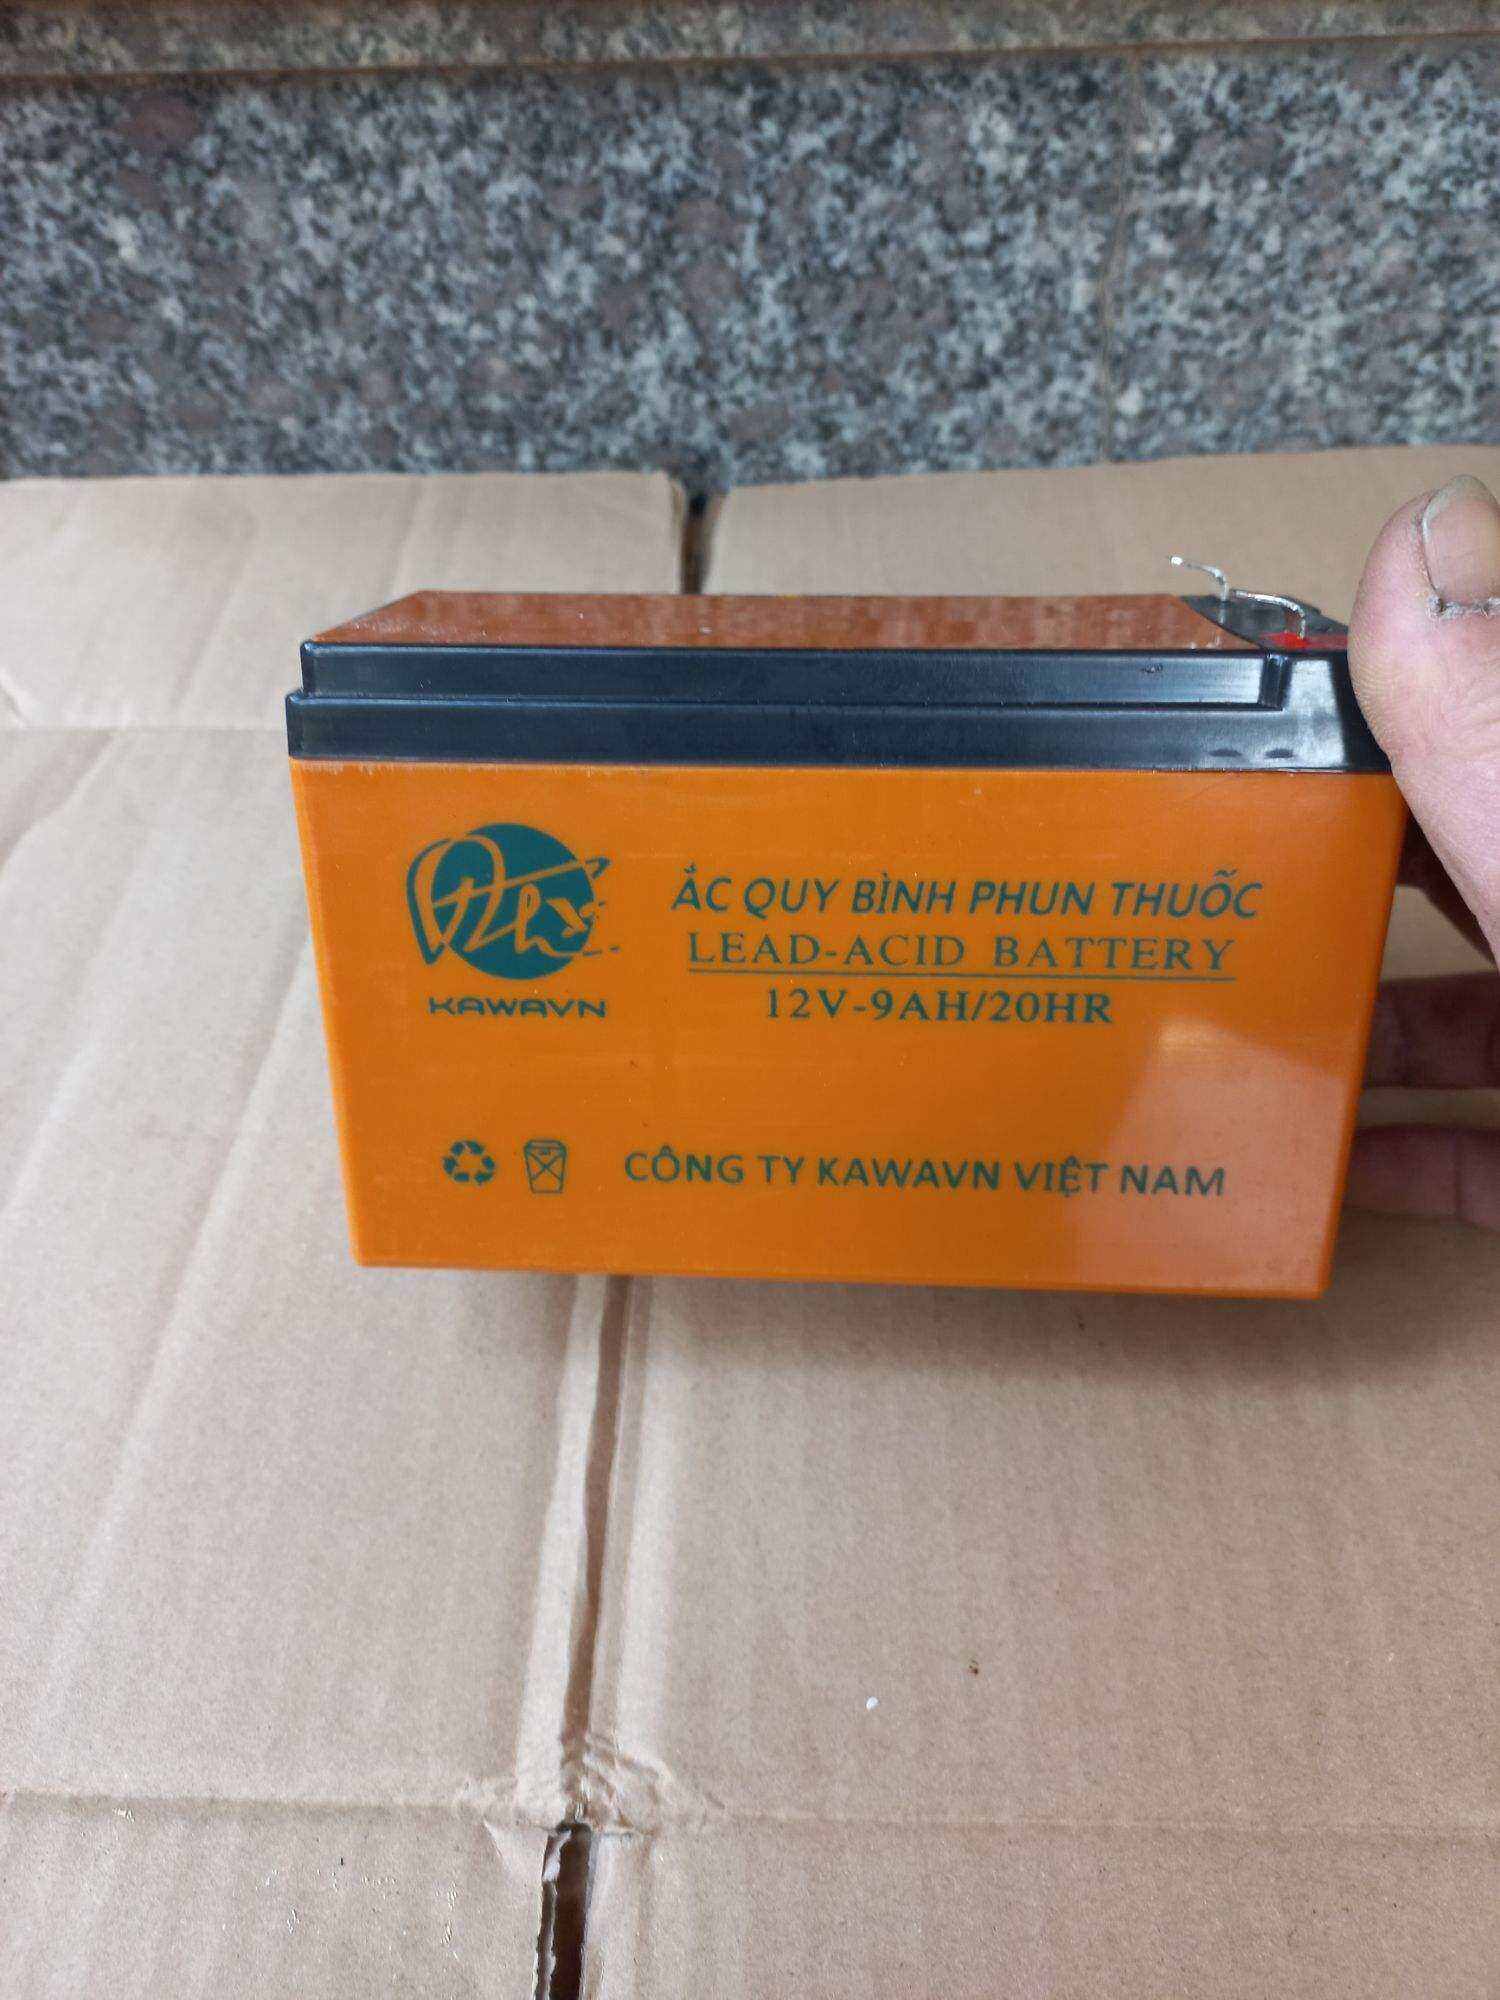 KAWAVN
ẮC QUY BÌNH PHUN THUỐC
LEAD-ACID BATTERY
12V-9AH/20HR
CÔNG TY KAWAVN VIỆT NAM